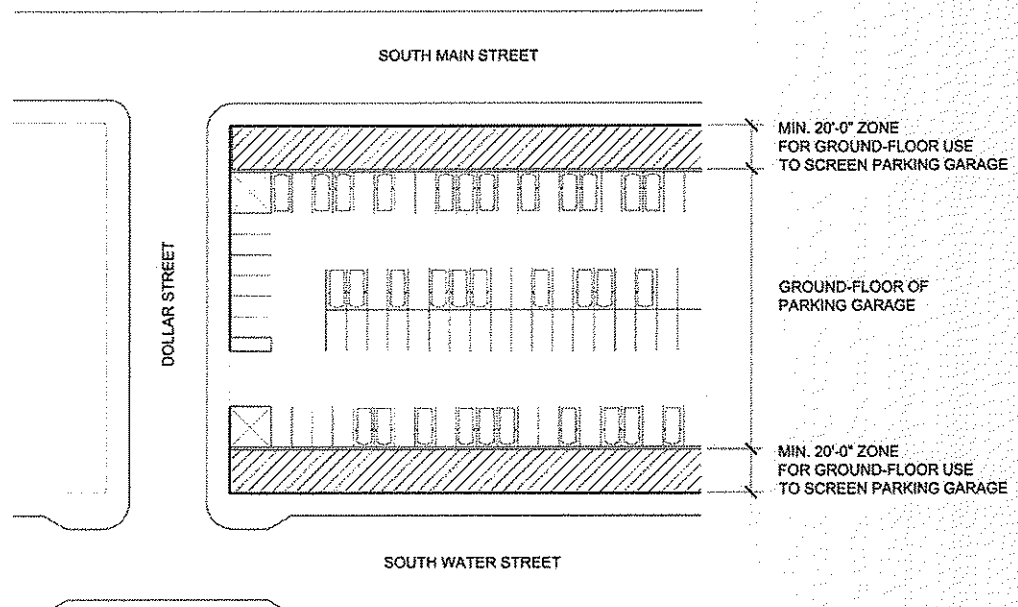 SOUTH MAIN STREET
MIN. 20'-0" ZONE
FOR GROUND-FLOOR USE
TO SCREEN PARKING GARAGE
DOLLAR STREET
GROUND-FLOOR OF
PARKING GARAGE
MIN. 20'-0" ZONE
FOR GROUND-FLOOR USE
TO SCREEN PARKING GARAGE
SOUTH WATER STREET